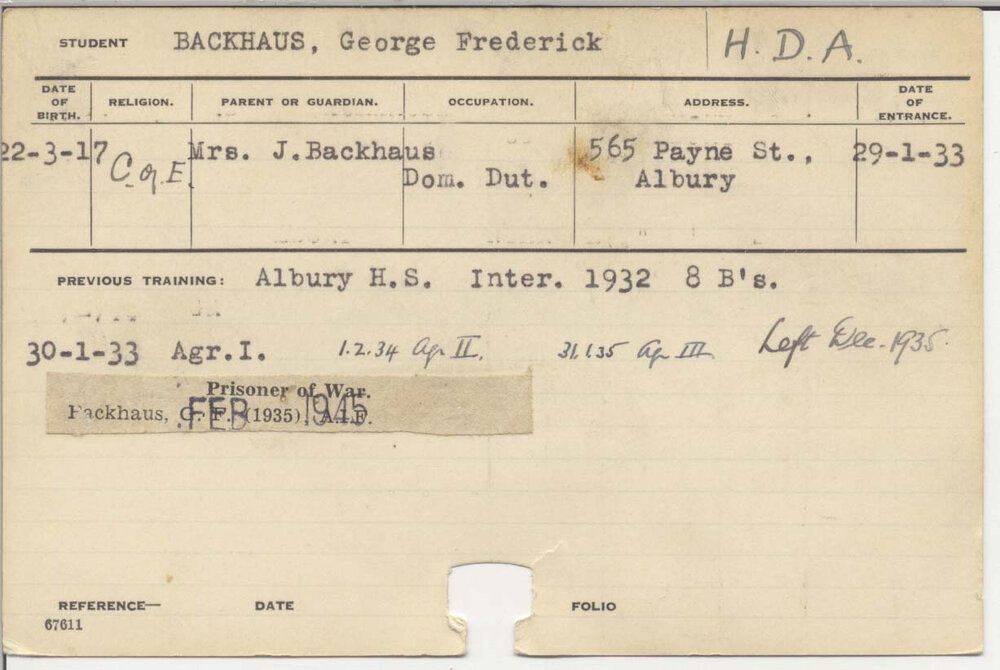 STUDENT BACKHAUS, George Frederick H.D.A.
DATE OF BIRTH. RELIGION. PARENT OR GUARDIAN. OCCUPATION. ADDRESS. DATE OF ENTRANCE.
22-3-17 C. of E. Mrs. J.Backhaus 565 Payne St., 29-1-33
Dom. Dut. Albury
PREVIOUS TRAINING: Albury H.S. Inter. 1932 8 B's.
30-1-33 Agr.I. 1.2.34 Agr II. 31.1.35 Agr III Left Dec. 1935.
Prisoner of War.
Backhaus, G. F. (1935), A.I.F.
FEB 1945
REFERENCE— DATE FOLIO
67611